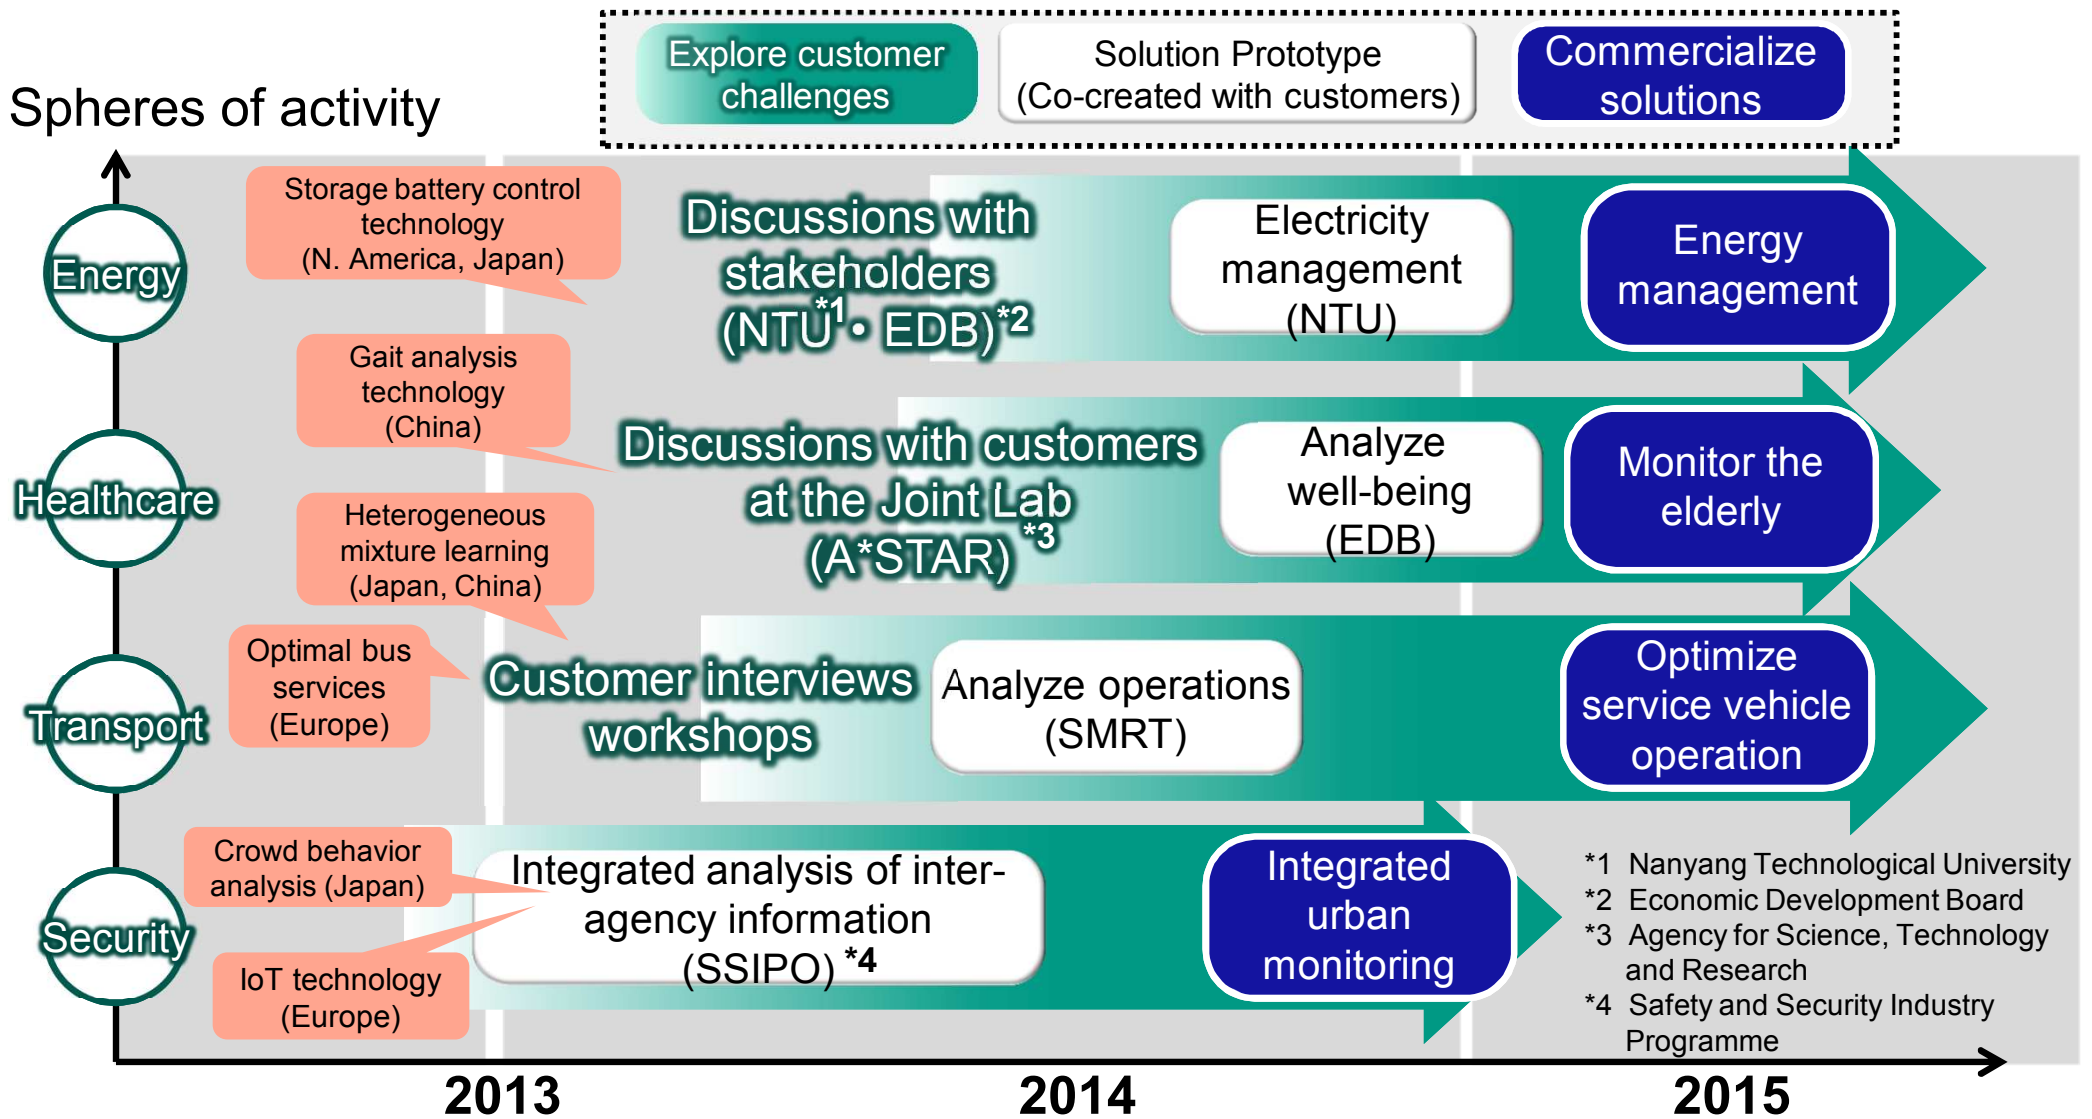 Explore customer
challenges
Solution Prototype
(Co-created with customers)
Commercialize
solutions
Spheres of activity
Energy
Storage battery control
technology
(N. America, Japan)
Discussions with
stakeholders
(NTU*1 • EDB)*2
Electricity
management
(NTU)
Energy
management
Healthcare
Gait analysis
technology
(China)
Heterogeneous
mixture learning
(Japan, China)
Discussions with customers
at the Joint Lab
(A*STAR) *3
Analyze
well-being
(EDB)
Monitor the
elderly
Transport
Optimal bus
services
(Europe)
Customer interviews
workshops
Analyze operations
(SMRT)
Optimize
service vehicle
operation
Security
Crowd behavior
analysis (Japan)
IoT technology
(Europe)
Integrated analysis of inter-
agency information
(SSIPO) *4
Integrated
urban
monitoring
*1 Nanyang Technological University
*2 Economic Development Board
*3 Agency for Science, Technology
and Research
*4 Safety and Security Industry
Programme
2013
2014
2015